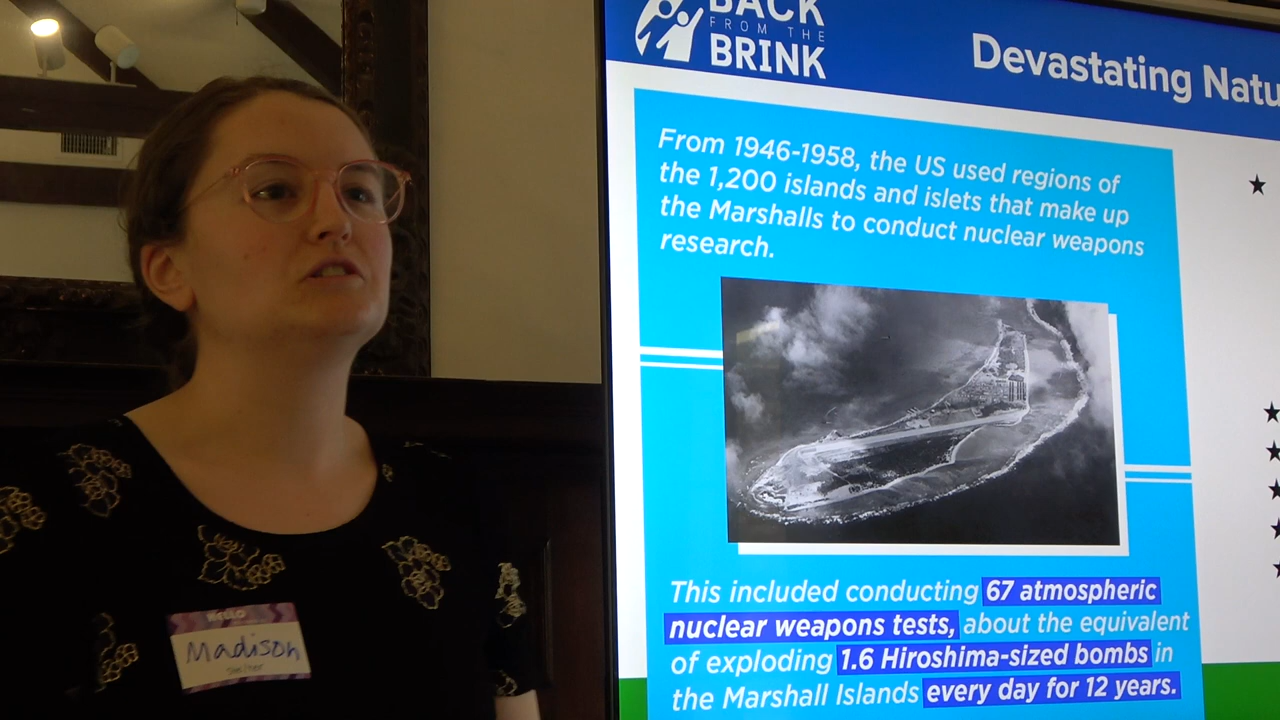 BACK
FROM THE
BRINK
Devastating Natu
From 1946-1958, the US used regions of
the 1,200 islands and islets that make up
the Marshalls to conduct nuclear weapons
research.
This included conducting 67 atmospheric
nuclear weapons tests, about the equivalent
of exploding 1.6 Hiroshima-sized bombs in
the Marshall Islands every day for 12 years.
Hello
Madison